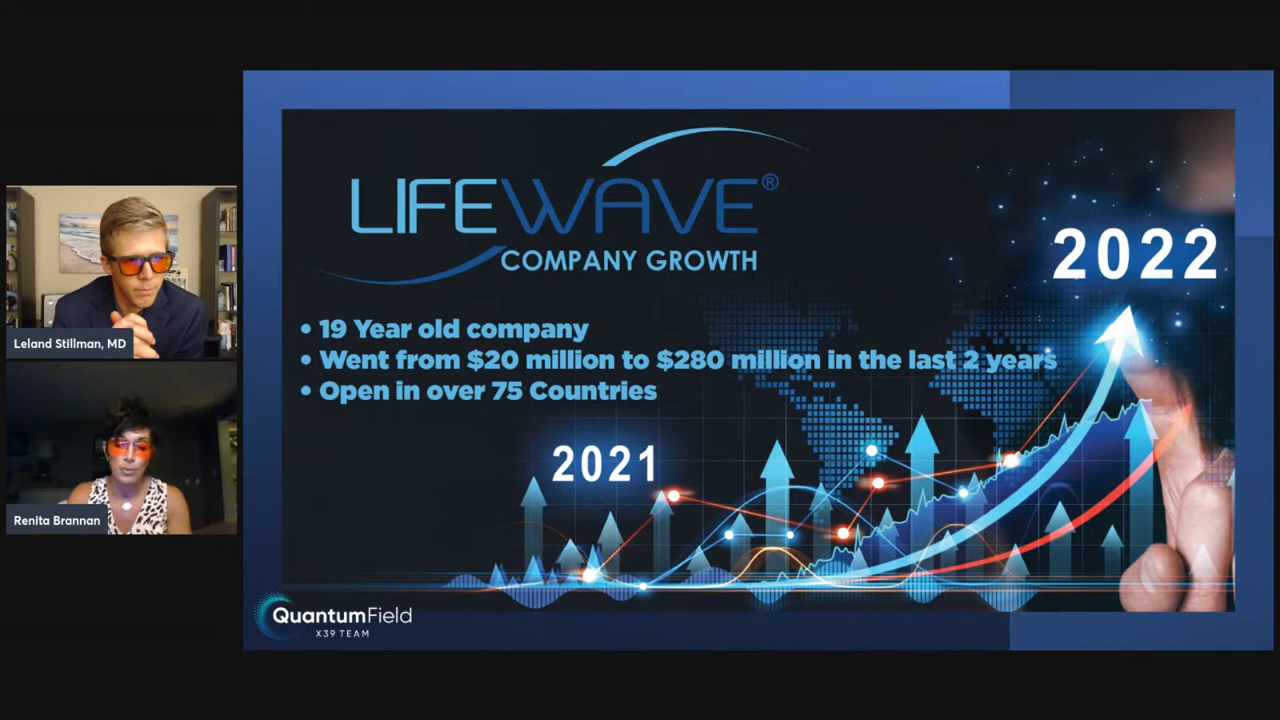 Leland Stillman, MD
Renita Brannan
LIFEWAVE®
COMPANY GROWTH
• 19 Year old company
• Went from $20 million to $280 million in the last 2 years
• Open in over 75 Countries
2021
2022
QuantumField
X39 TEAM